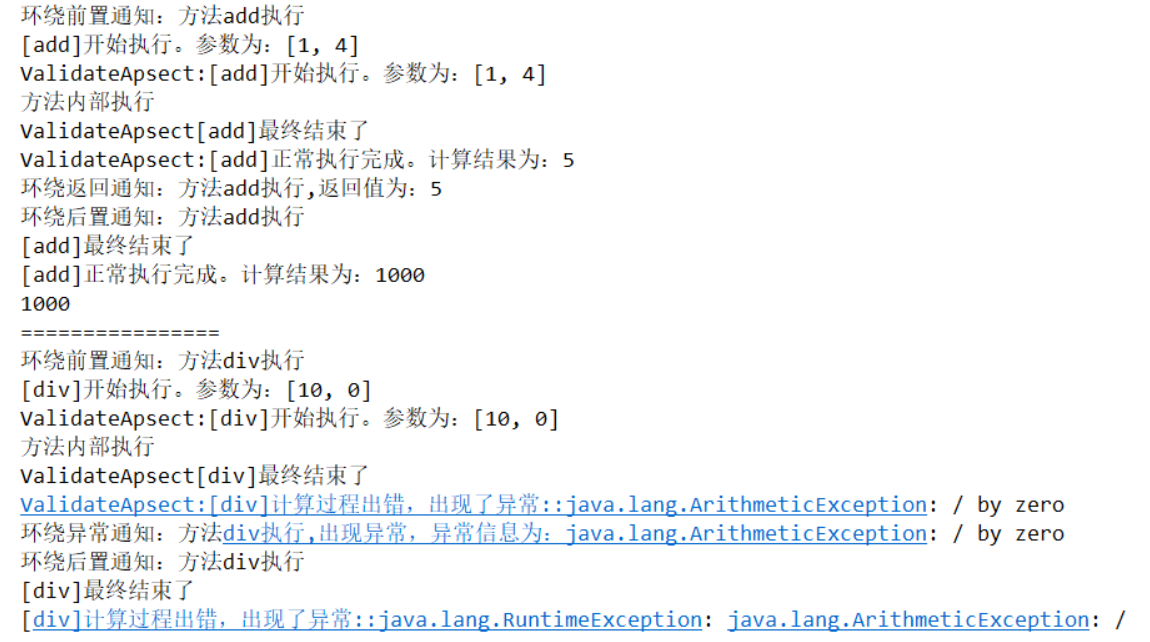 环绕前置通知：方法add执行
[add]开始执行。参数为：[1, 4]
ValidateApsect:[add]开始执行。参数为：[1, 4]
方法内部执行
ValidateApsect[add]最终结束了
ValidateApsect:[add]正常执行完成。计算结果为：5
环绕返回通知：方法add执行,返回值为：5
环绕后置通知：方法add执行
[add]最终结束了
[add]正常执行完成。计算结果为：1000
1000
================
环绕前置通知：方法div执行
[div]开始执行。参数为：[10, 0]
ValidateApsect:[div]开始执行。参数为：[10, 0]
方法内部执行
ValidateApsect[div]最终结束了
ValidateApsect:[div]计算过程出错，出现了异常::java.lang.ArithmeticException: / by zero
环绕异常通知：方法div执行,出现异常，异常信息为：java.lang.ArithmeticException: / by zero
环绕后置通知：方法div执行
[div]最终结束了
[div]计算过程出错，出现了异常::java.lang.RuntimeException: java.lang.ArithmeticException: /